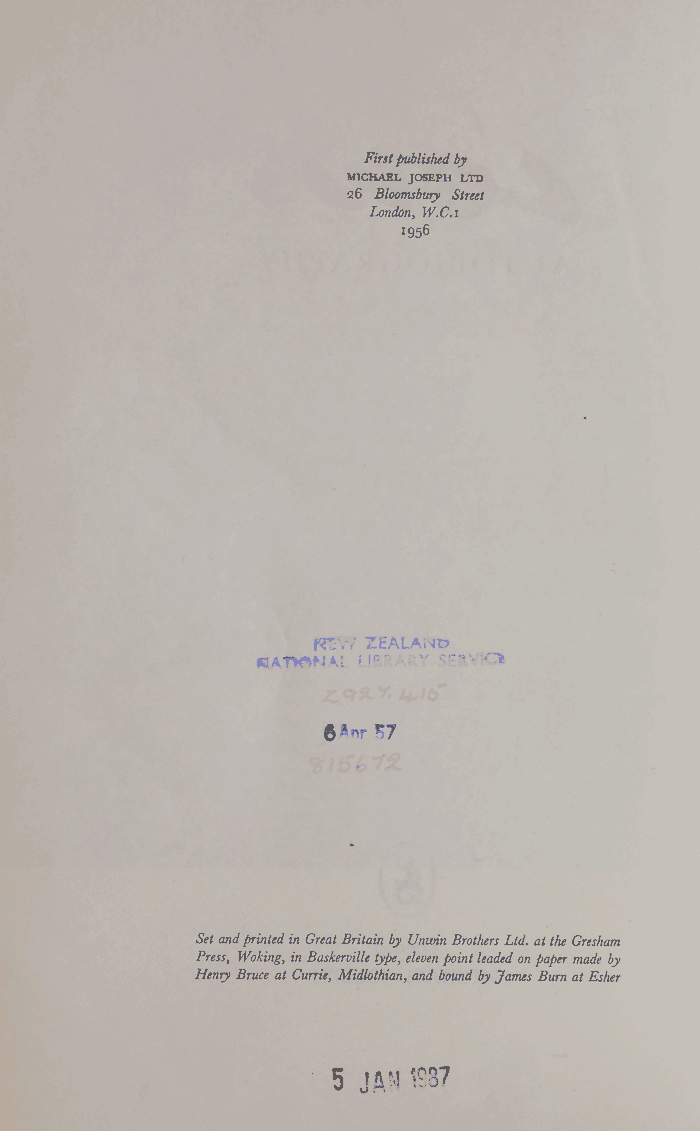 First published by
MICHAEL JOSEPH LTD
26 Bloomsbury Street
London, W.C.1
1956
NEW ZEALAND
NATIONAL LIBRARY SERVICE
6 Apr 57
815672
Set and printed in Great Britain by Unwin Brothers Ltd. at the Gresham
Press, Woking, in Baskerville type, eleven point leaded on paper made by
Henry Bruce at Currie, Midlothian, and bound by James Burn at Esher
5 JAN 1987